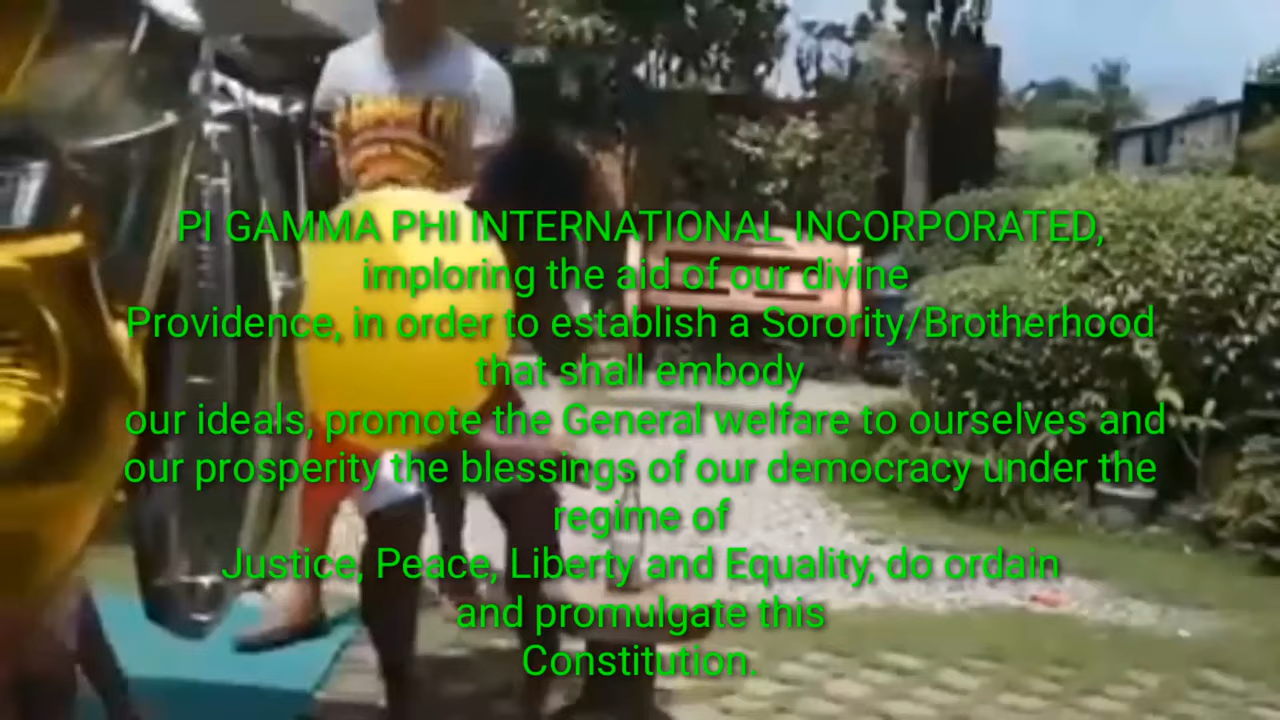 GAMMA PHI
PI GAMMA PHI INTERNATIONAL INCORPORATED,
imploring the aid of our divine
Providence, in order to establish a Sorority/Brotherhood
that shall embody
our ideals, promote the General welfare to ourselves and
our prosperity the blessings of our democracy under the
regime of
Justice, Peace, Liberty and Equality, do ordain
and promulgate this
Constitution.